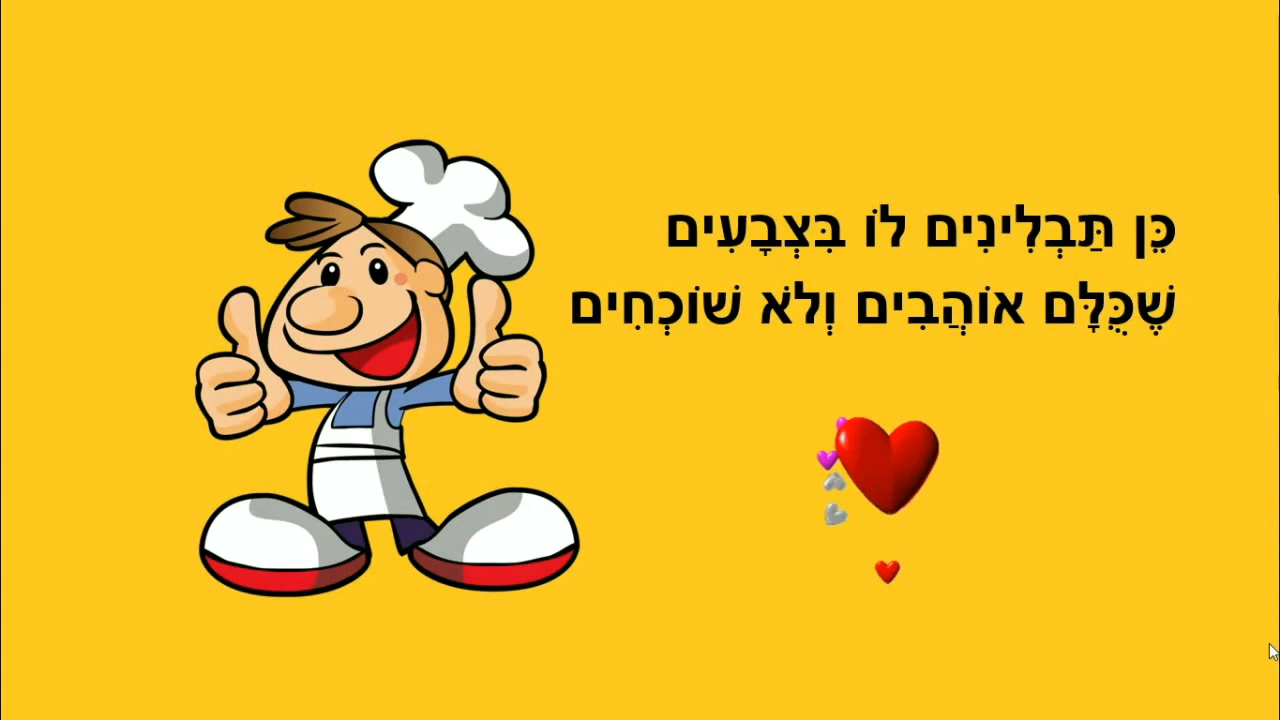 כֵּן תַּבְלִינִים לוֹ בִּצְבָעִים
שֶׁכֻּלָּם אוֹהֲבִים וְלֹא שׁוֹכְחִים